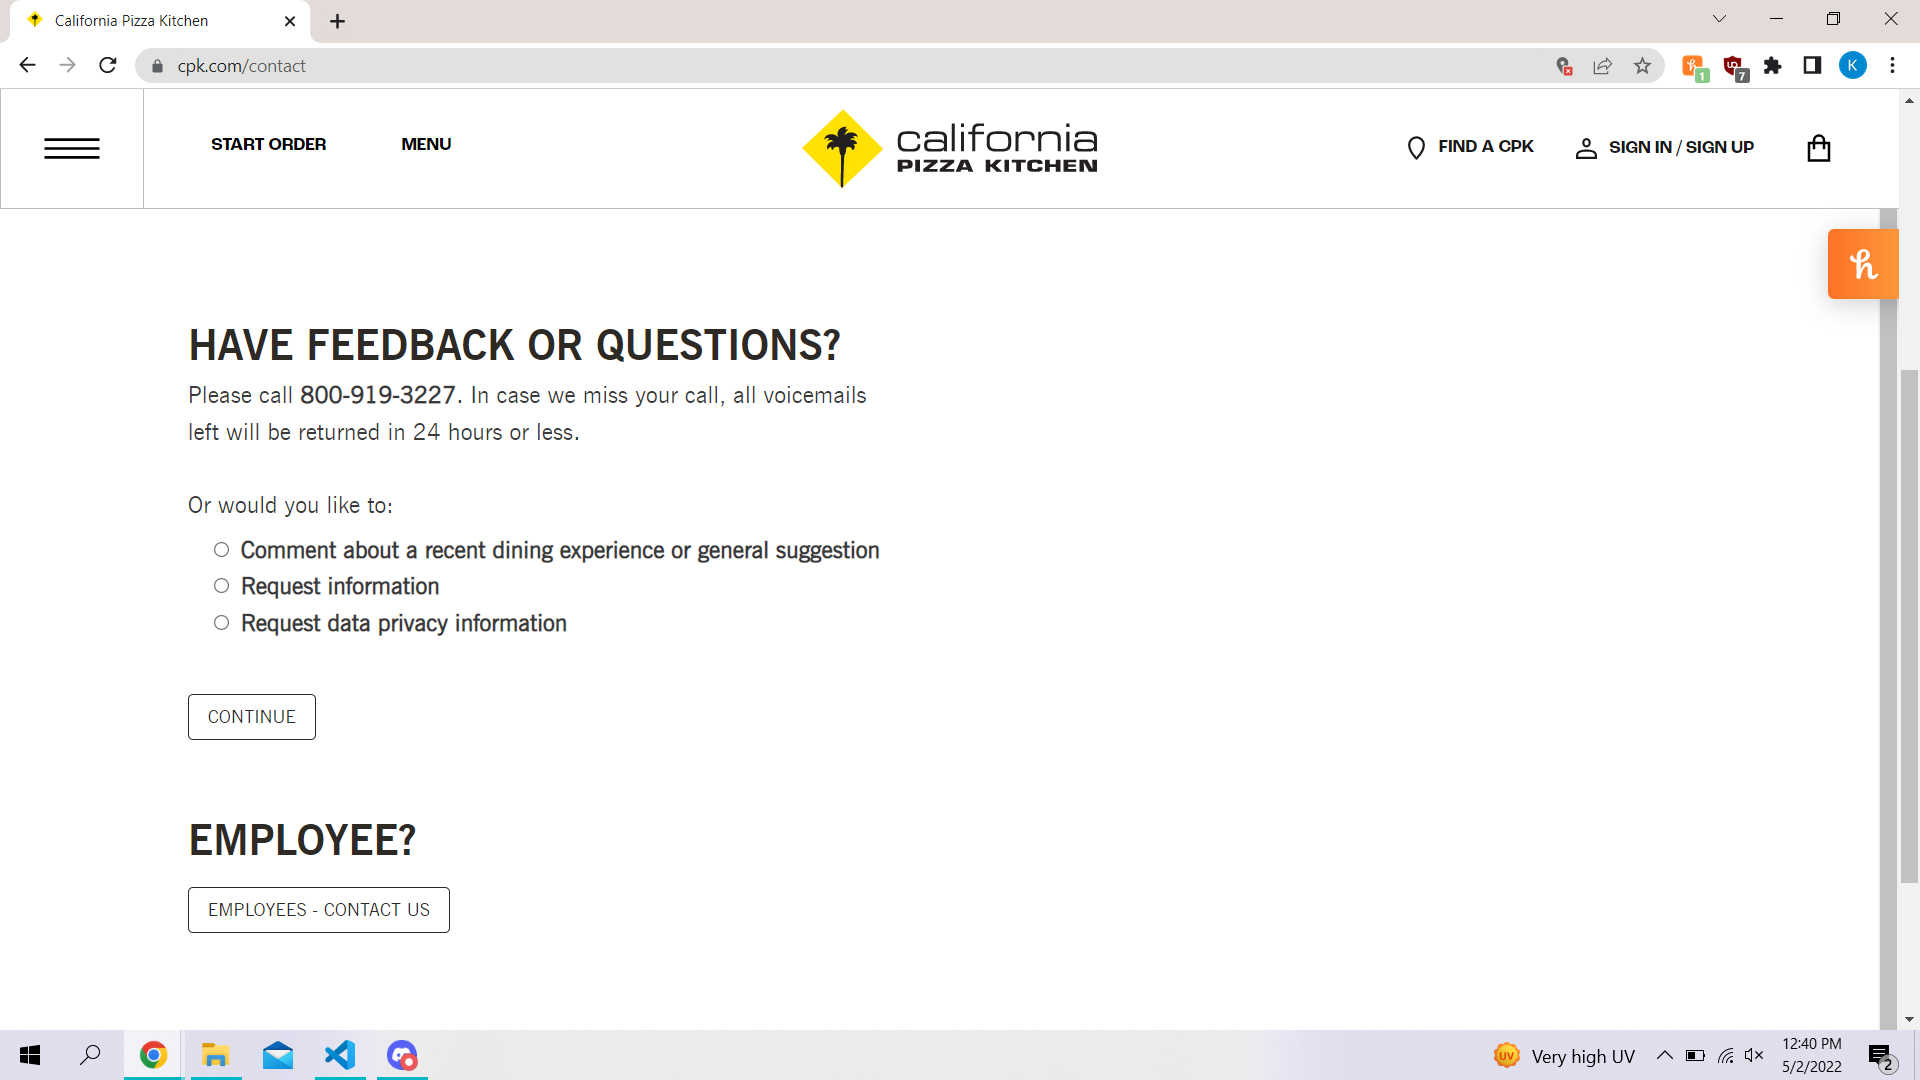 California Pizza Kitchen
cpk.com/contact
1
7
K
START ORDER
MENU
california
PIZZA KITCHEN
FIND A CPK
SIGN IN / SIGN UP
h
HAVE FEEDBACK OR QUESTIONS?
Please call 800-919-3227. In case we miss your call, all voicemails
left will be returned in 24 hours or less.
Or would you like to:
Comment about a recent dining experience or general suggestion
Request information
Request data privacy information
CONTINUE
EMPLOYEE?
EMPLOYEES - CONTACT US
UV
Very high UV
12:40 PM
5/2/2022
2